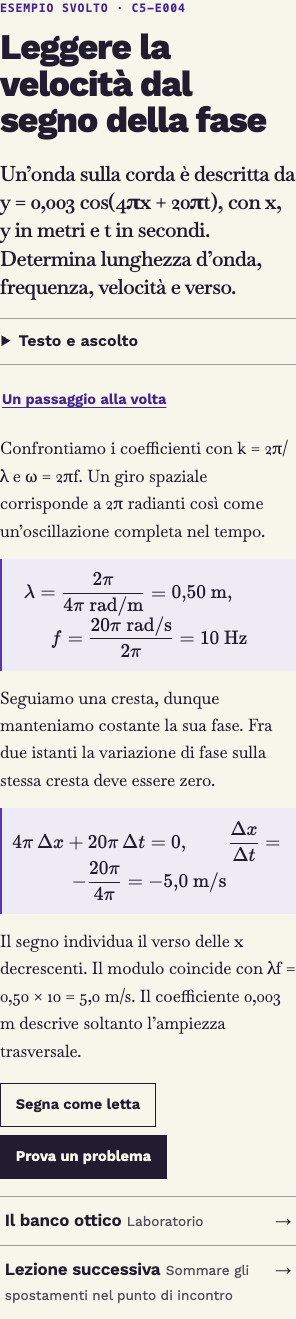 ESEMPIO SVOLTO · C5-E004
Leggere la
velocità dal
segno della fase
Un’onda sulla corda è descritta da
y = 0,003 cos(4πx + 20πt), con x,
y in metri e t in secondi.
Determina lunghezza d’onda,
frequenza, velocità e verso.
▶ Testo e ascolto
Un passaggio alla volta
Confrontiamo i coefficienti con k = 2π/
λ e ω = 2πf. Un giro spaziale
corrisponde a 2π radianti così come
un’oscillazione completa nel tempo.
λ = 2π / 4π rad/m = 0,50 m,
f = 20π rad/s / 2π = 10 Hz
Seguiamo una cresta, dunque
manteniamo costante la sua fase. Fra
due istanti la variazione di fase sulla
stessa cresta deve essere zero.
4π Δx + 20π Δt = 0, Δx / Δt =
−20π / 4π = −5,0 m/s
Il segno individua il verso delle x
decrescenti. Il modulo coincide con λf =
0,50 × 10 = 5,0 m/s. Il coefficiente 0,003
m descrive soltanto l’ampiezza
trasversale.
Segna come letta
Prova un problema
Il banco ottico Laboratorio →
Lezione successiva Sommare gli →
spostamenti nel punto di incontro